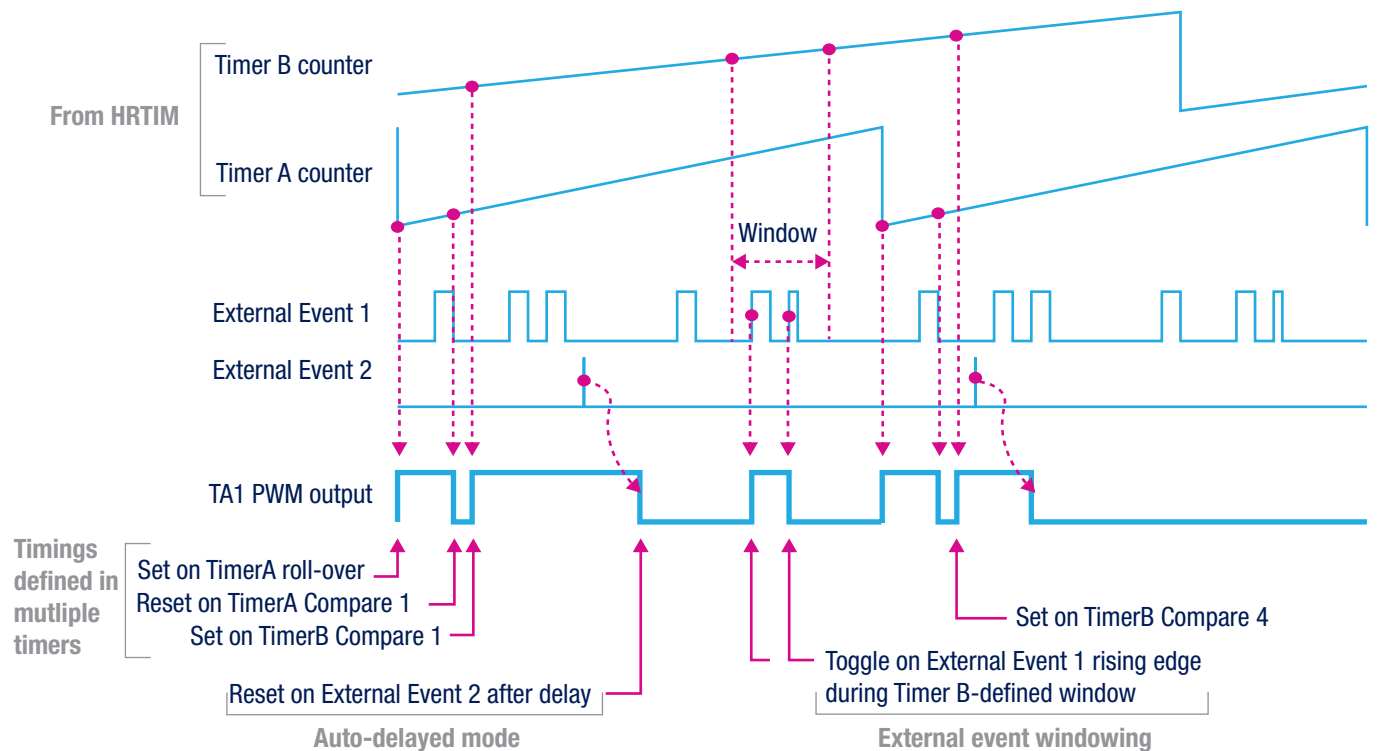 Timer B counter
From HRTIM
Timer A counter
Window
External Event 1
External Event 2
TA1 PWM output
Timings
defined in
mutliple
timers
Set on TimerA roll-over
Reset on TimerA Compare 1
Set on TimerB Compare 1
Set on TimerB Compare 4
Reset on External Event 2 after delay
Toggle on External Event 1 rising edge
during Timer B-defined window
Auto-delayed mode
External event windowing